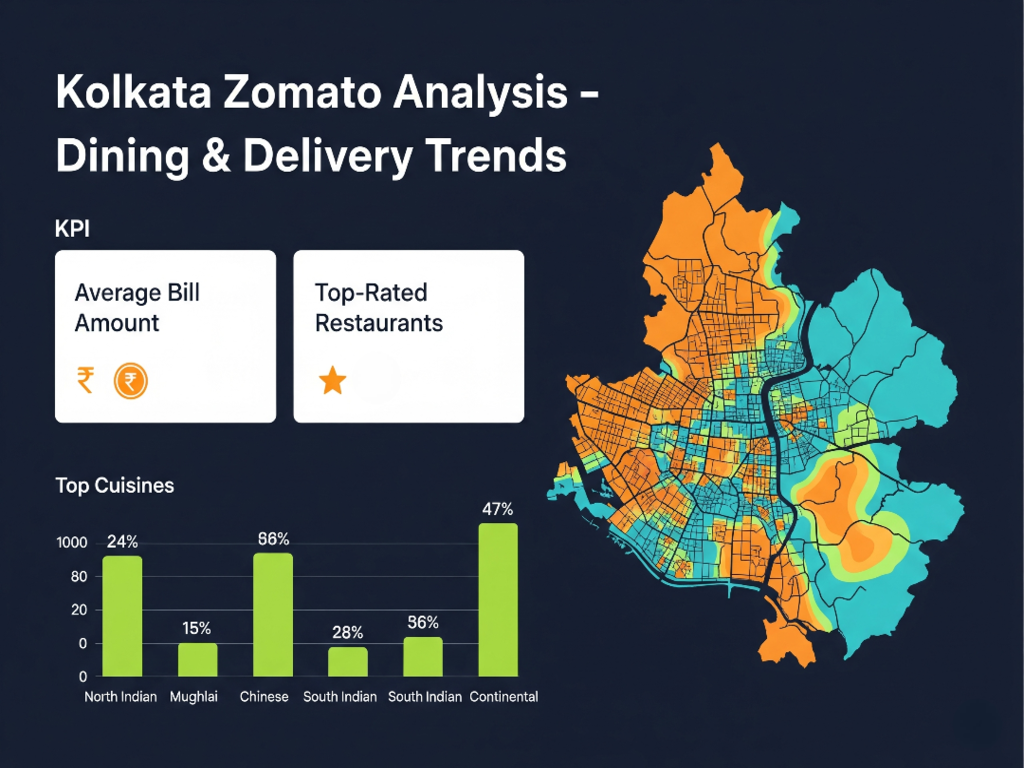 Kolkata Zomato Analysis -
Dining & Delivery Trends
KPI
Average Bill
Amount
₹ ₹
Top-Rated
Restaurants
Top Cuisines
1000
80
20
0
0
24%
15%
86%
28%
36%
47%
North Indian
Mughlai
Chinese
South Indian
South Indian
Continental